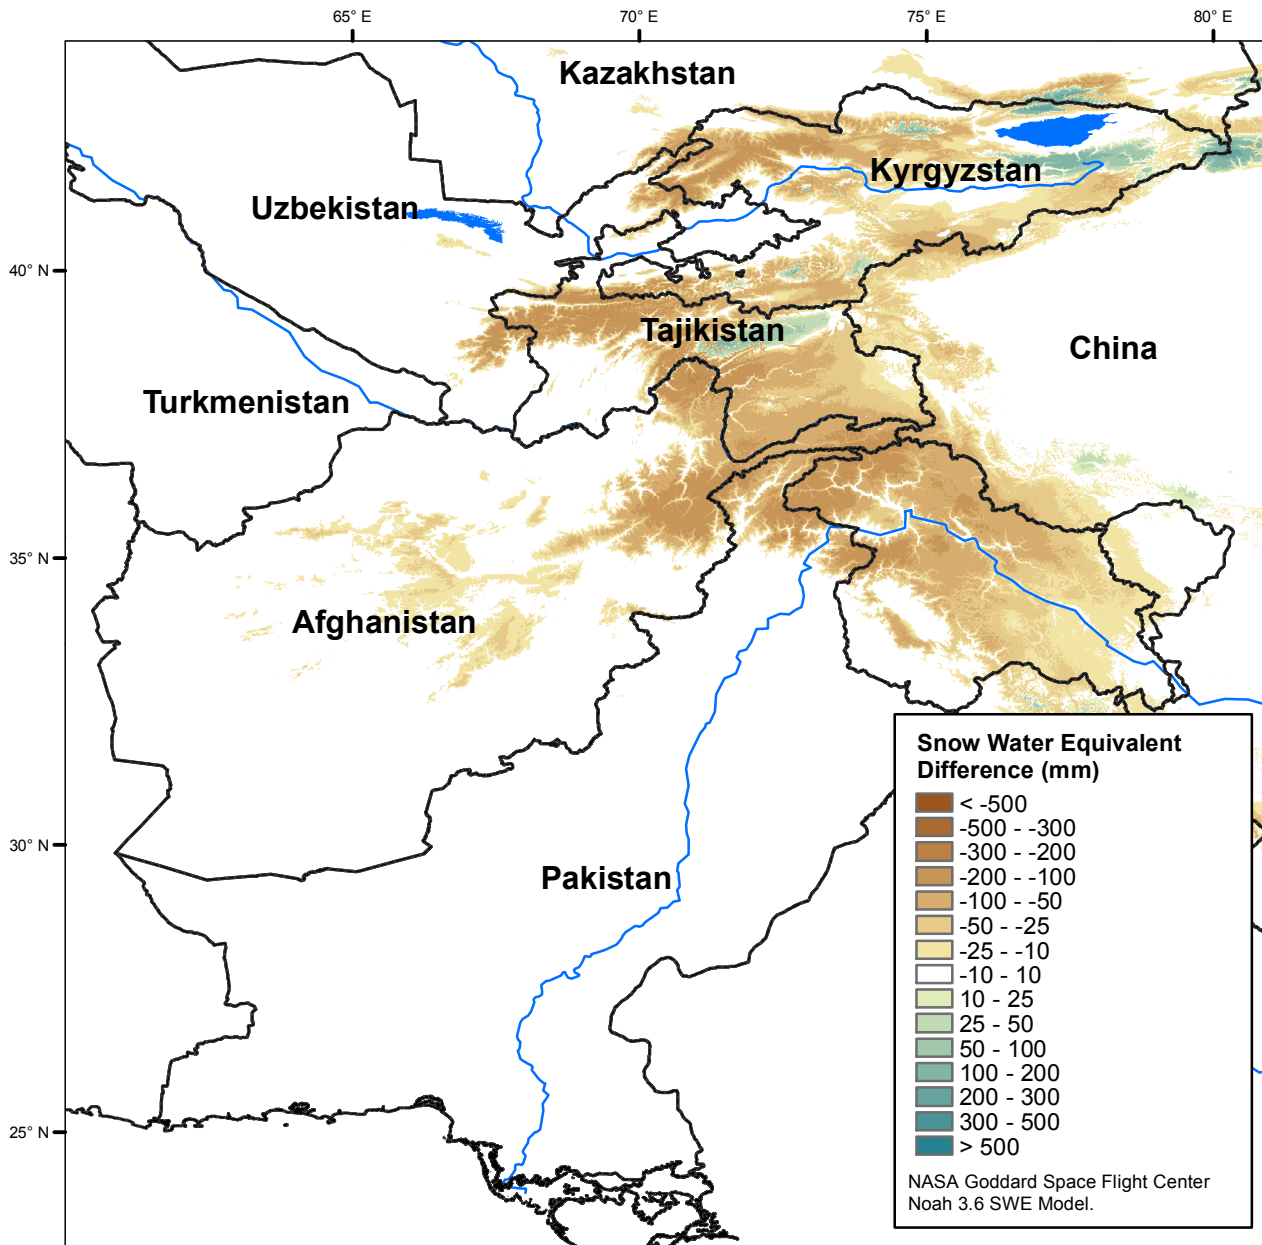 65° E
70° E
75° E
80° E
Kazakhstan
Kyrgyzstan
Uzbekistan
40° N
Tajikistan
China
Turkmenistan
35° N
Afghanistan
30° N
Pakistan
25° N
Snow Water Equivalent
Difference (mm)
< -500
-500 - -300
-300 - -200
-200 - -100
-100 - -50
-50 - -25
-25 - -10
-10 - 10
10 - 25
25 - 50
50 - 100
100 - 200
200 - 300
300 - 500
> 500
NASA Goddard Space Flight Center
Noah 3.6 SWE Model.